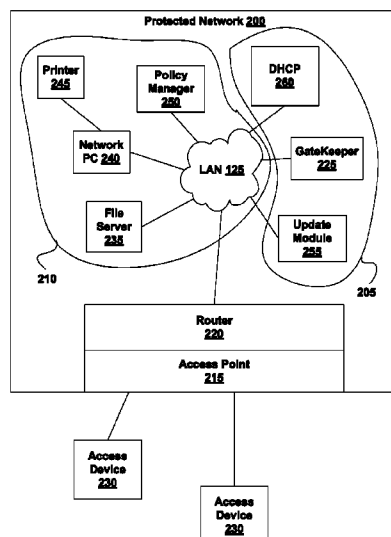 Protected Network 200
Printer
245
Policy
Manager
250
DHCP
260
Network
PC 240
LAN 125
GateKeeper
225
File
Server
235
Update
Module
255
210
205
Router
220
Access Point
215
Access
Device
230
Access
Device
230